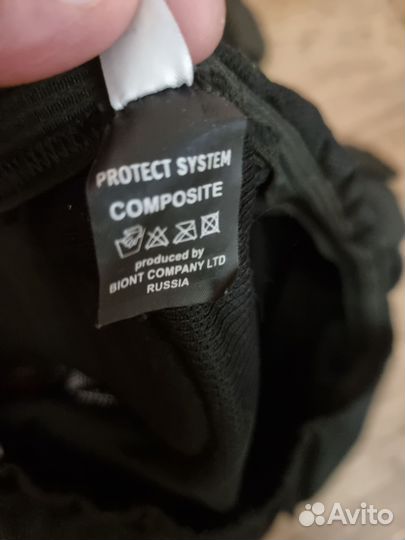 PROTECT SYSTEM
COMPOSITE
produced by
BIONT COMPANY LTD
RUSSIA
Avito